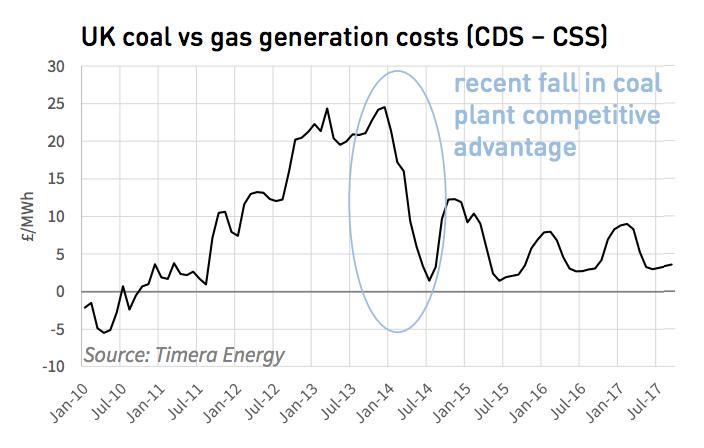 UK coal vs gas generation costs (CDS – CSS)
30
25
20
15
10
5
0
-5
-10
£/MWh
recent fall in coal
plant competitive
advantage
Source: Timera Energy
Jan-10
Jul-10
Jan-11
Jul-11
Jan-12
Jul-12
Jan-13
Jul-13
Jan-14
Jul-14
Jan-15
Jul-15
Jan-16
Jul-16
Jan-17
Jul-17